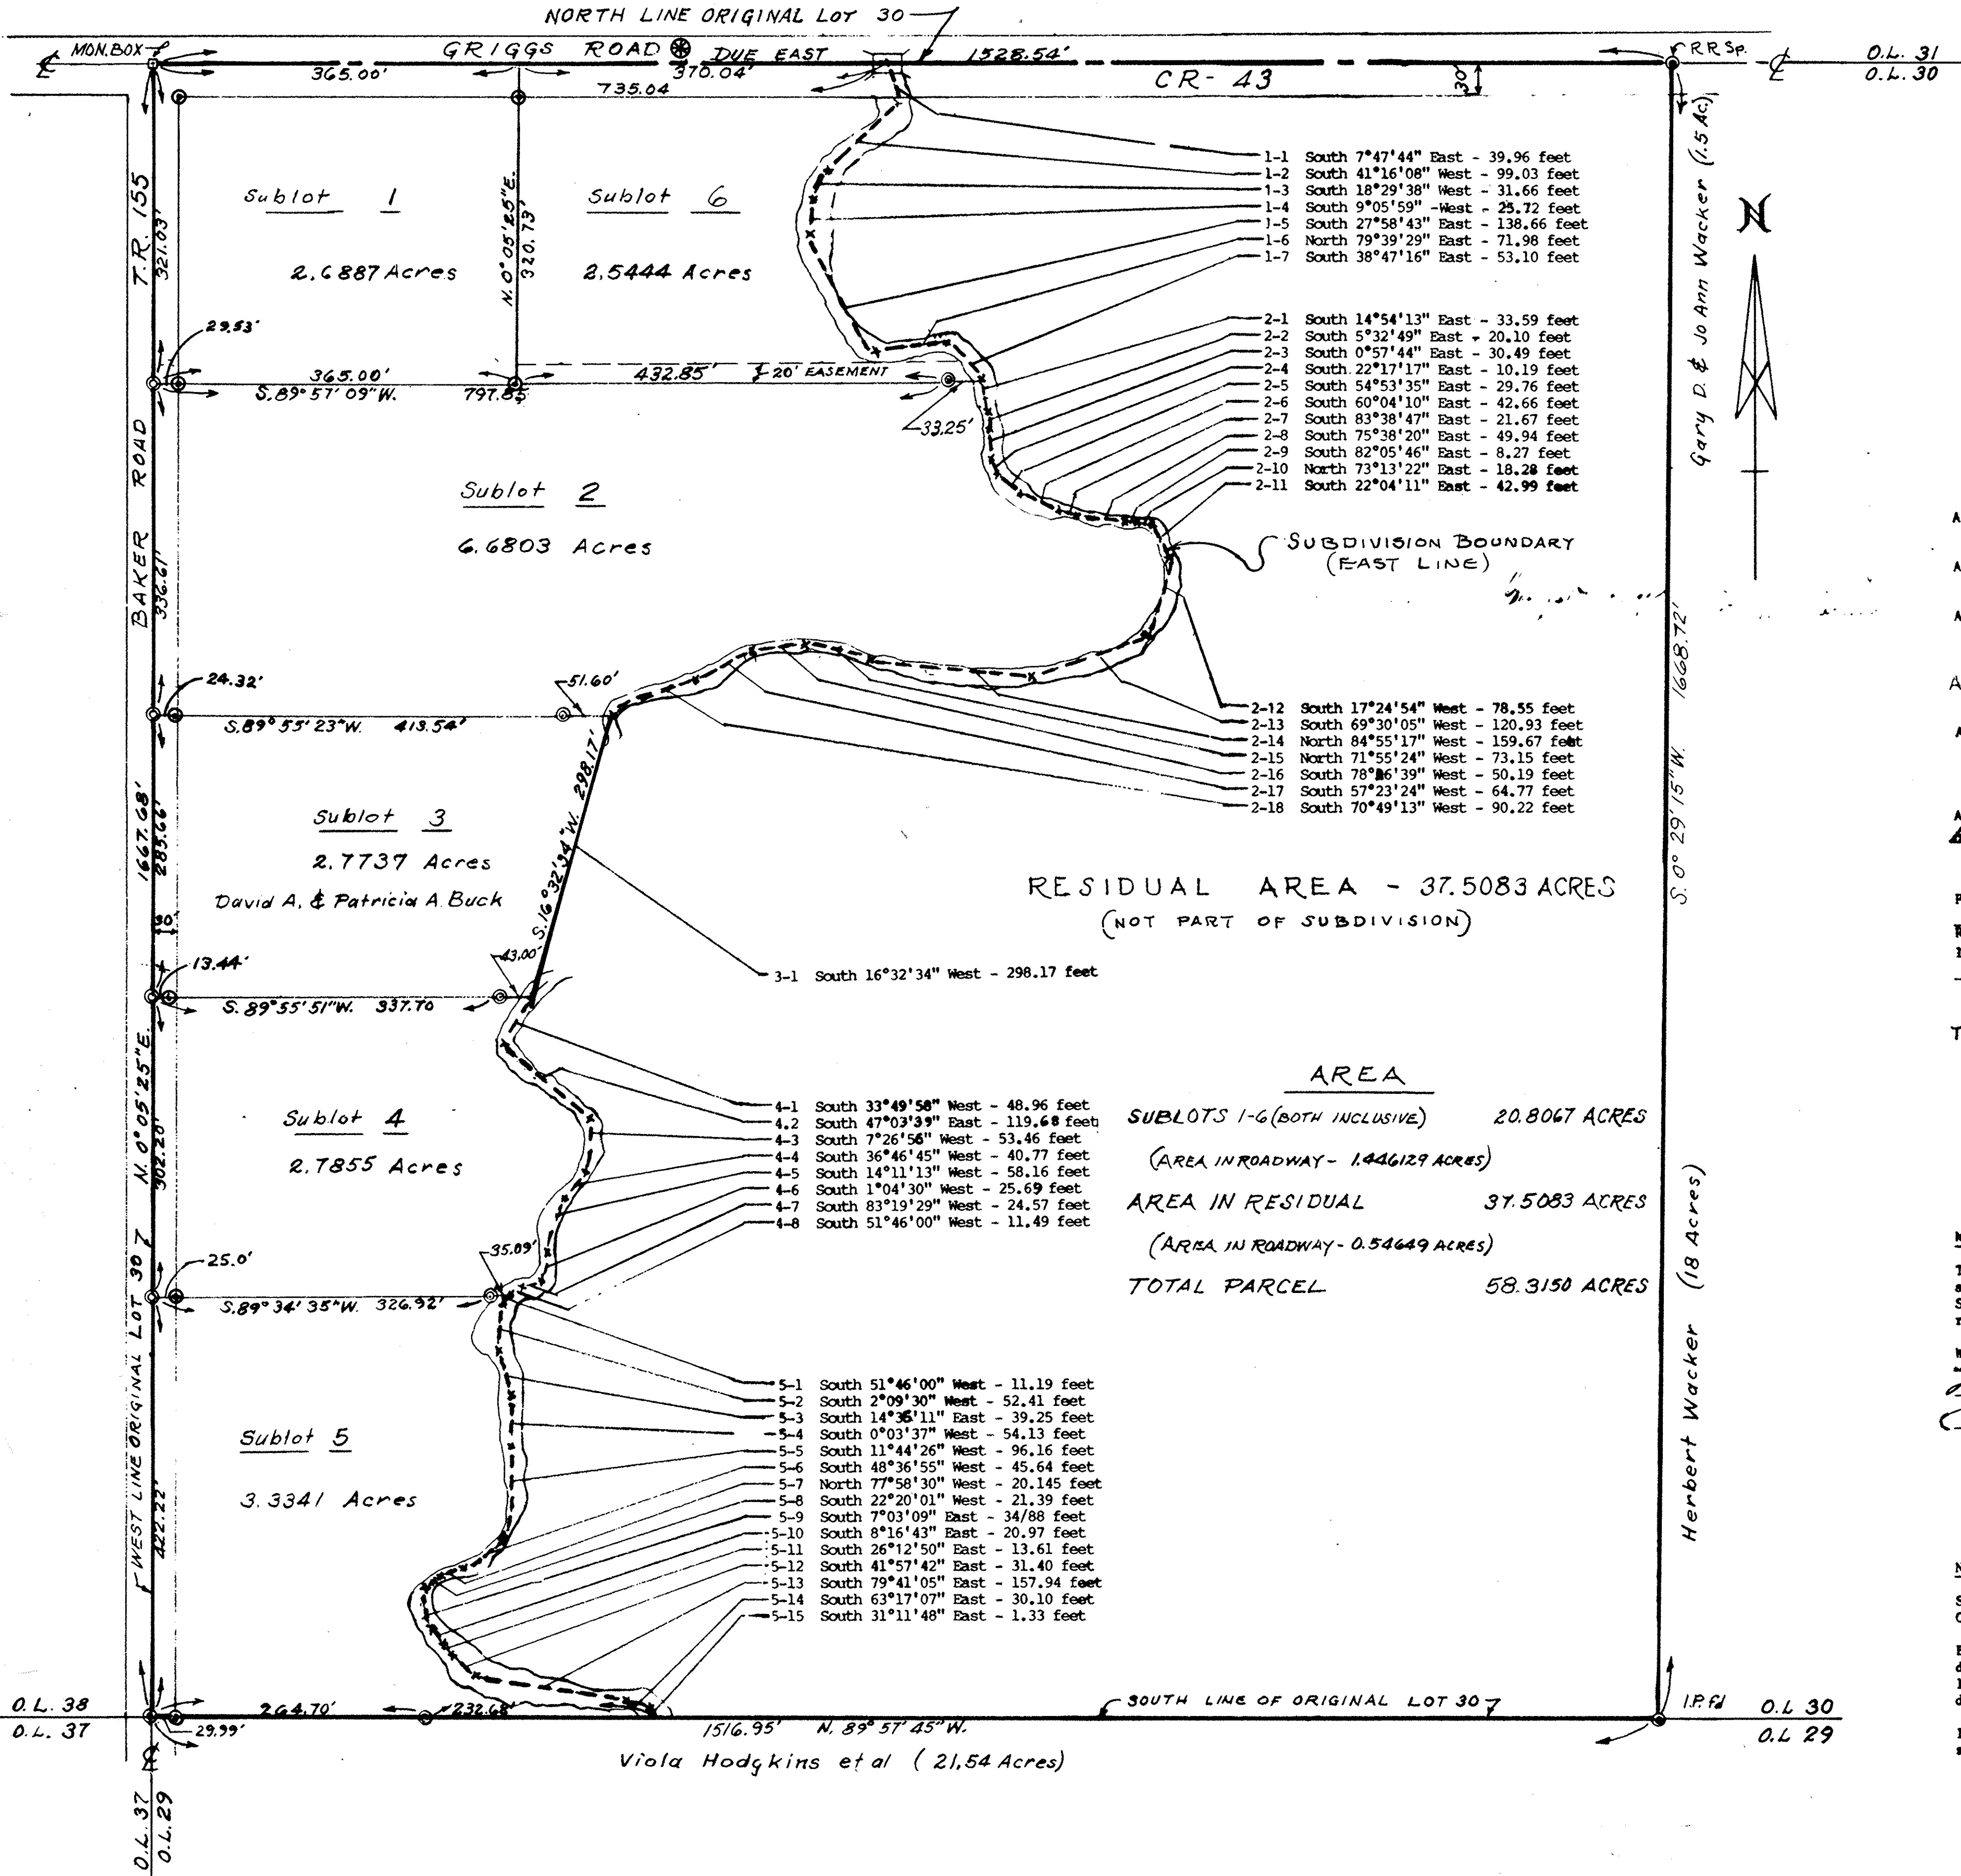 NORTH LINE ORIGINAL LOT 30
MON. BOX
GRIGGS ROAD DUE EAST 1528.54'
R.R. Sp.
O.L. 31
O.L. 30
365.00' 370.04'
735.04
CR-43
30'
T.R. 155
321.03'
Sublot 1
2.6887 Acres
N. 0° 05' 25" E.
320.73'
Sublot 6
2.5444 Acres
1-1 South 7°47'44" East - 39.96 feet
1-2 South 41°16'08" West - 99.03 feet
1-3 South 18°29'38" West - 31.66 feet
1-4 South 9°05'59" -West - 25.72 feet
1-5 South 27°58'43" East - 138.66 feet
1-6 North 79°39'29" East - 71.98 feet
1-7 South 38°47'16" East - 53.10 feet
Gary D. & Jo Ann Wacker (1.5 Ac.)
N
29.53'
365.00'
S. 89° 57' 09" W. 797.85
432.85' 20' EASEMENT
33.25'
2-1 South 14°54'13" East - 33.59 feet
2-2 South 5°32'49" East - 20.10 feet
2-3 South 0°57'44" East - 30.49 feet
2-4 South 22°17'17" East - 10.19 feet
2-5 South 54°53'35" East - 29.76 feet
2-6 South 60°04'10" East - 42.66 feet
2-7 South 83°38'47" East - 21.67 feet
2-8 South 75°38'20" East - 49.94 feet
2-9 South 82°05'46" East - 8.27 feet
2-10 North 73°13'22" East - 18.28 feet
2-11 South 22°04'11" East - 42.99 feet
BAKER ROAD
336.61'
Sublot 2
6.6803 Acres
SUBDIVISION BOUNDARY
(EAST LINE)
S. 0° 29' 15" W. 1668.72'
24.32'
51.60'
S. 89° 55' 23" W. 413.54'
2-12 South 17°24'54" West - 78.55 feet
2-13 South 69°30'05" West - 120.93 feet
2-14 North 84°55'17" West - 159.67 feet
2-15 North 71°55'24" West - 73.15 feet
2-16 South West - 50.19 feet
2-17 South 57°23'24" West - 64.77 feet
2-18 South 70°49'13" West - 90.22 feet
1667.68'
285.66'
Sublot 3
2.7737 Acres
David A. & Patricia A. Buck
S. 16° 32' 34" W. 298.17'
30'
RESIDUAL AREA - 37.5083 ACRES
(NOT PART OF SUBDIVISION)
13.44'
43.00'
S. 89° 55' 51" W. 337.70
3-1 South 16°32'34" West - 298.17 feet
N. 0° 05' 25" E.
302.20'
Sublot 4
2.7855 Acres
4-1 South 33°49'58" West - 48.96 feet
4.2 South 47°03'39" East - 119.68 feet
4-3 South 7°26'56" West - 53.46 feet
4-4 South 36°46'45" West - 40.77 feet
4-5 South 14°11'13" West - 58.16 feet
4-6 South 1°04'30" West - 25.69 feet
4-7 South 83°19'29" West - 24.57 feet
4-8 South 51°46'00" West - 11.49 feet
AREA
SUBLOTS 1-6 (BOTH INCLUSIVE) 20.8067 ACRES
(AREA IN ROADWAY - 1.446129 ACRES)
AREA IN RESIDUAL 37.5083 ACRES
(AREA IN ROADWAY - 0.54649 ACRES)
TOTAL PARCEL 58.3150 ACRES
Herbert Wacker (18 Acres)
25.0'
35.09'
S. 89° 34' 35" W. 326.92'
WEST LINE ORIGINAL LOT 30
422.22'
Sublot 5
3.3341 Acres
5-1 South 51°46'00" West - 11.19 feet
5-2 South 2°09'30" West - 52.41 feet
5-3 South 14°36'11" East - 39.25 feet
5-4 South 0°03'37" West - 54.13 feet
5-5 South 11°44'26" West - 96.16 feet
5-6 South 48°36'55" West - 45.64 feet
5-7 North 77°58'30" West - 20.145 feet
5-8 South 22°20'01" West - 21.39 feet
5-9 South 7°03'09" East - 34/88 feet
5-10 South 8°16'43" East - 20.97 feet
5-11 South 26°12'50" East - 13.61 feet
5-12 South 41°57'42" East - 31.40 feet
5-13 South 79°41'05" East - 157.94 feet
5-14 South 63°17'07" East - 30.10 feet
5-15 South 31°11'48" East - 1.33 feet
O.L. 38
O.L. 37
264.70' 232.68'
29.99'
SOUTH LINE OF ORIGINAL LOT 30
1516.95' N. 89° 57' 45" W.
I.P. fd
O.L 30
O.L 29
Viola Hodgkins et al (21.54 Acres)
O.L. 37
O.L. 29